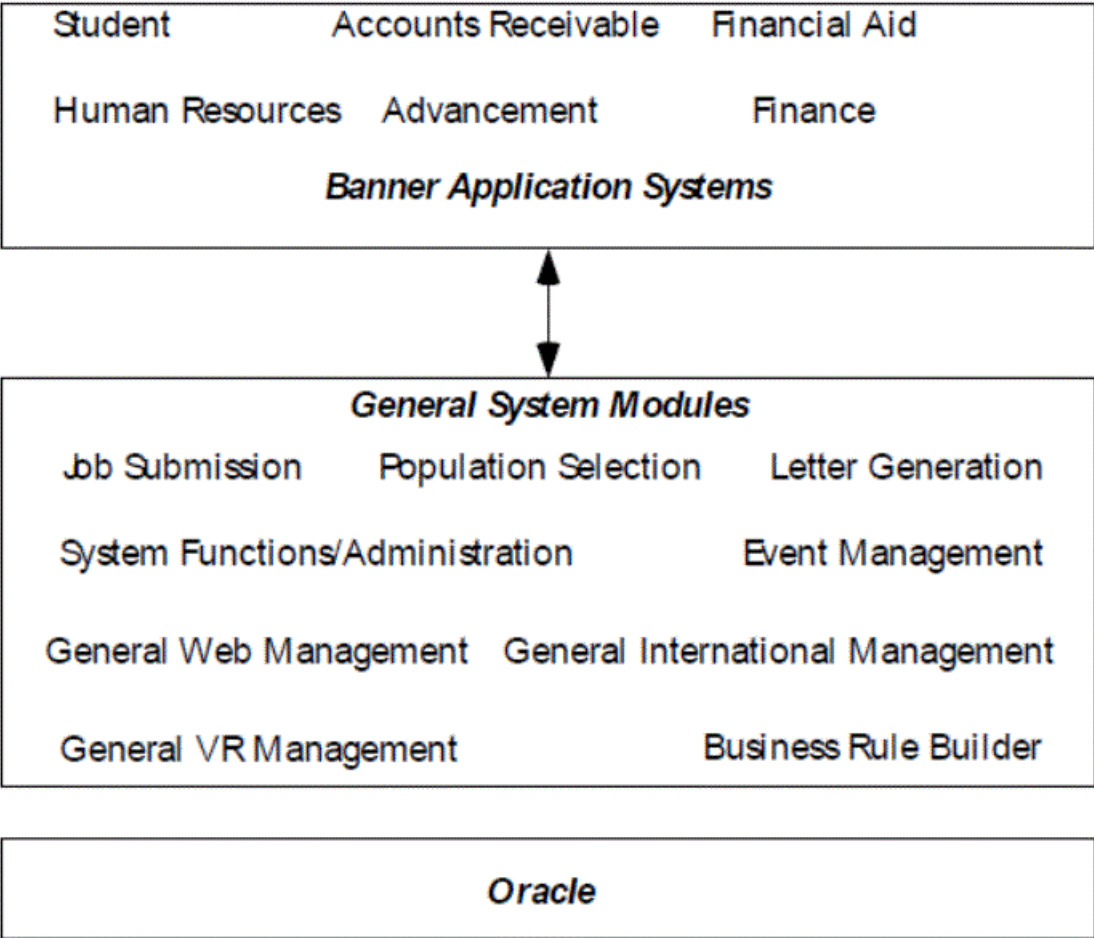 Student Accounts Receivable Financial Aid
Human Resources Advancement Finance
Banner Application Systems
General System Modules
Job Submission Population Selection Letter Generation
System Functions/Administration Event Management
General Web Management General International Management
General VR Management Business Rule Builder
Oracle